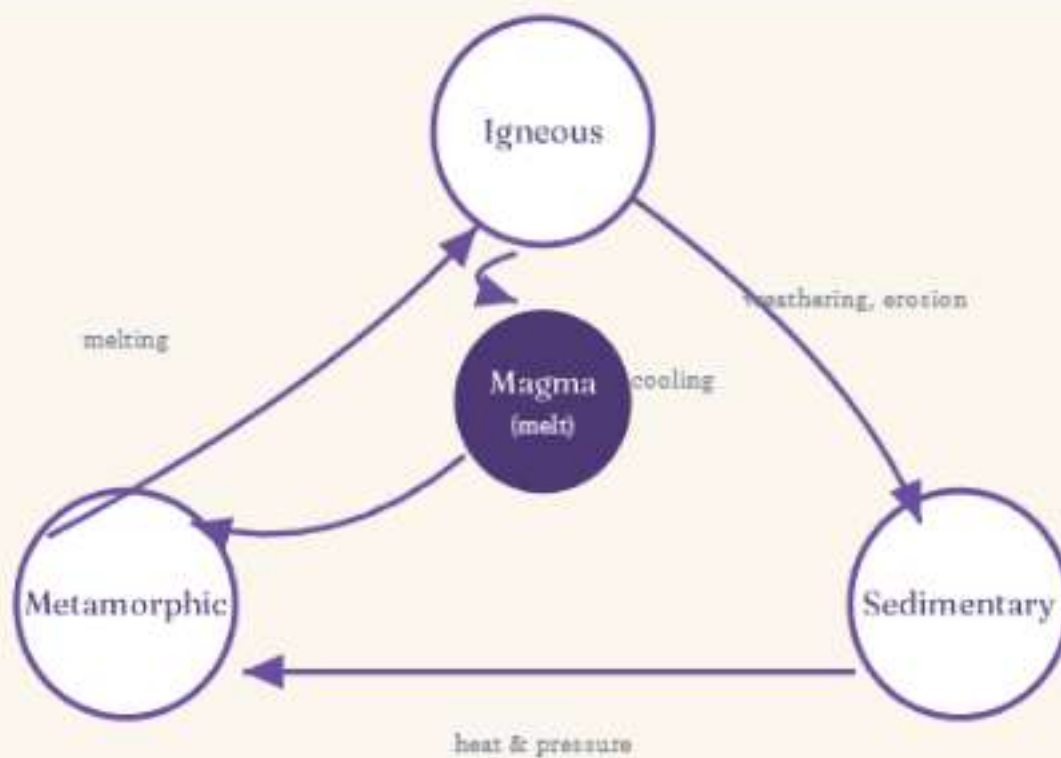 Igneous
weathering, erosion
melting
Magma
(melt)
cooling
Metamorphic
Sedimentary
heat & pressure